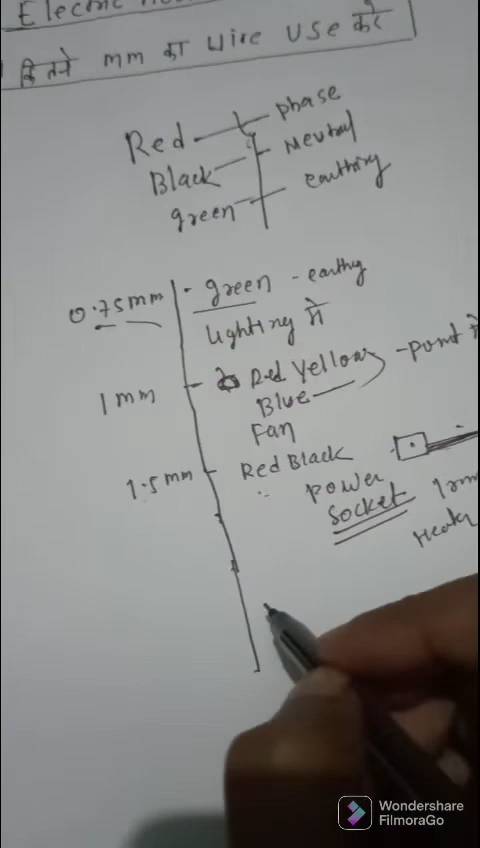 Electric
कितने mm का wire use करे
Red - phase
Black - Neutral
green - earthing
0.75mm - green - earthing
lighting में
1mm - Red Yellow - point में
Blue
Fan
1.5mm - Red Black
power
socket
Wondershare
FilmoraGo